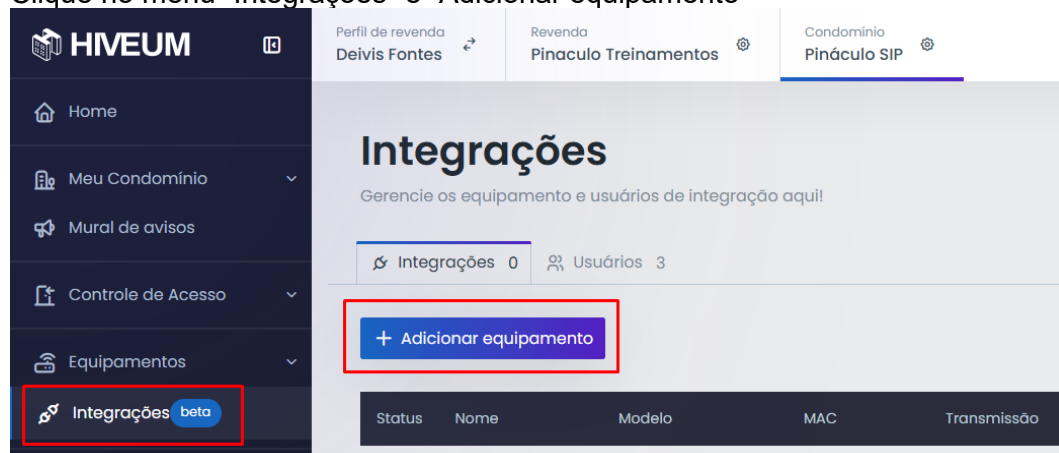 Clique no menu "Integrações" e "Adicionar equipamento"
HIVEUM
Perfil de revenda
Deivis Fontes
Revenda
Pinaculo Treinamentos
Condomínio
Pináculo SIP
Home
Meu Condomínio
Mural de avisos
Controle de Acesso
Equipamentos
Integrações beta
Integrações
Gerencie os equipamento e usuários de integração aqui!
Integrações 0
Usuários 3
+ Adicionar equipamento
Status Nome Modelo MAC Transmissão